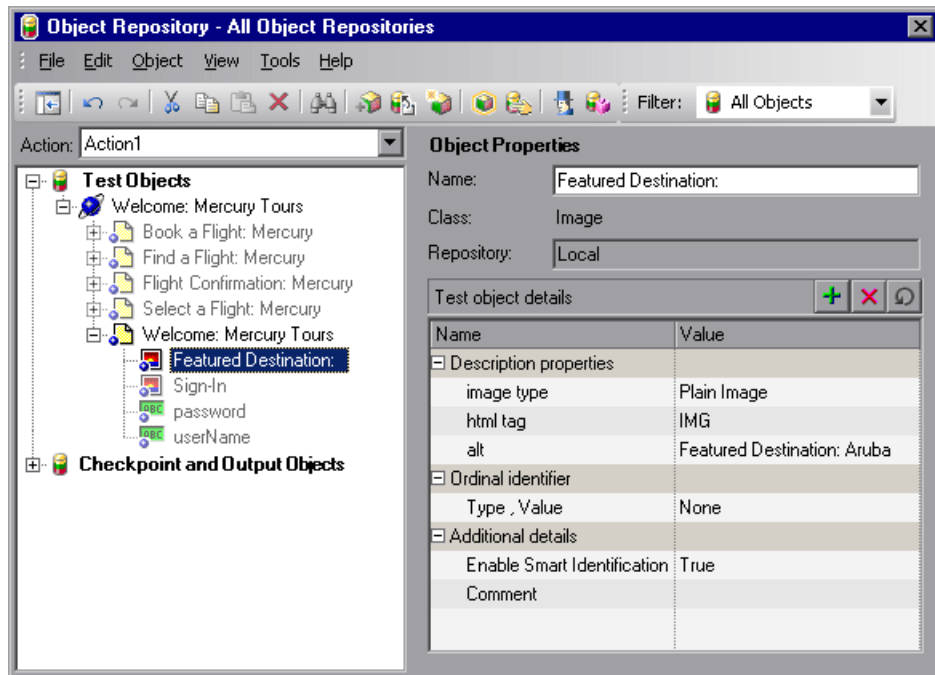 Object Repository - All Object Repositories
File Edit Object View Tools Help
Filter: All Objects
Action: Action1
Test Objects
Welcome: Mercury Tours
Book a Flight: Mercury
Find a Flight: Mercury
Flight Confirmation: Mercury
Select a Flight: Mercury
Welcome: Mercury Tours
Featured Destination:
Sign-In
password
userName
Checkpoint and Output Objects
Object Properties
Name: Featured Destination:
Class: Image
Repository: Local
Test object details
Name Value
Description properties
image type Plain Image
html tag IMG
alt Featured Destination: Aruba
Ordinal identifier
Type , Value None
Additional details
Enable Smart Identification True
Comment